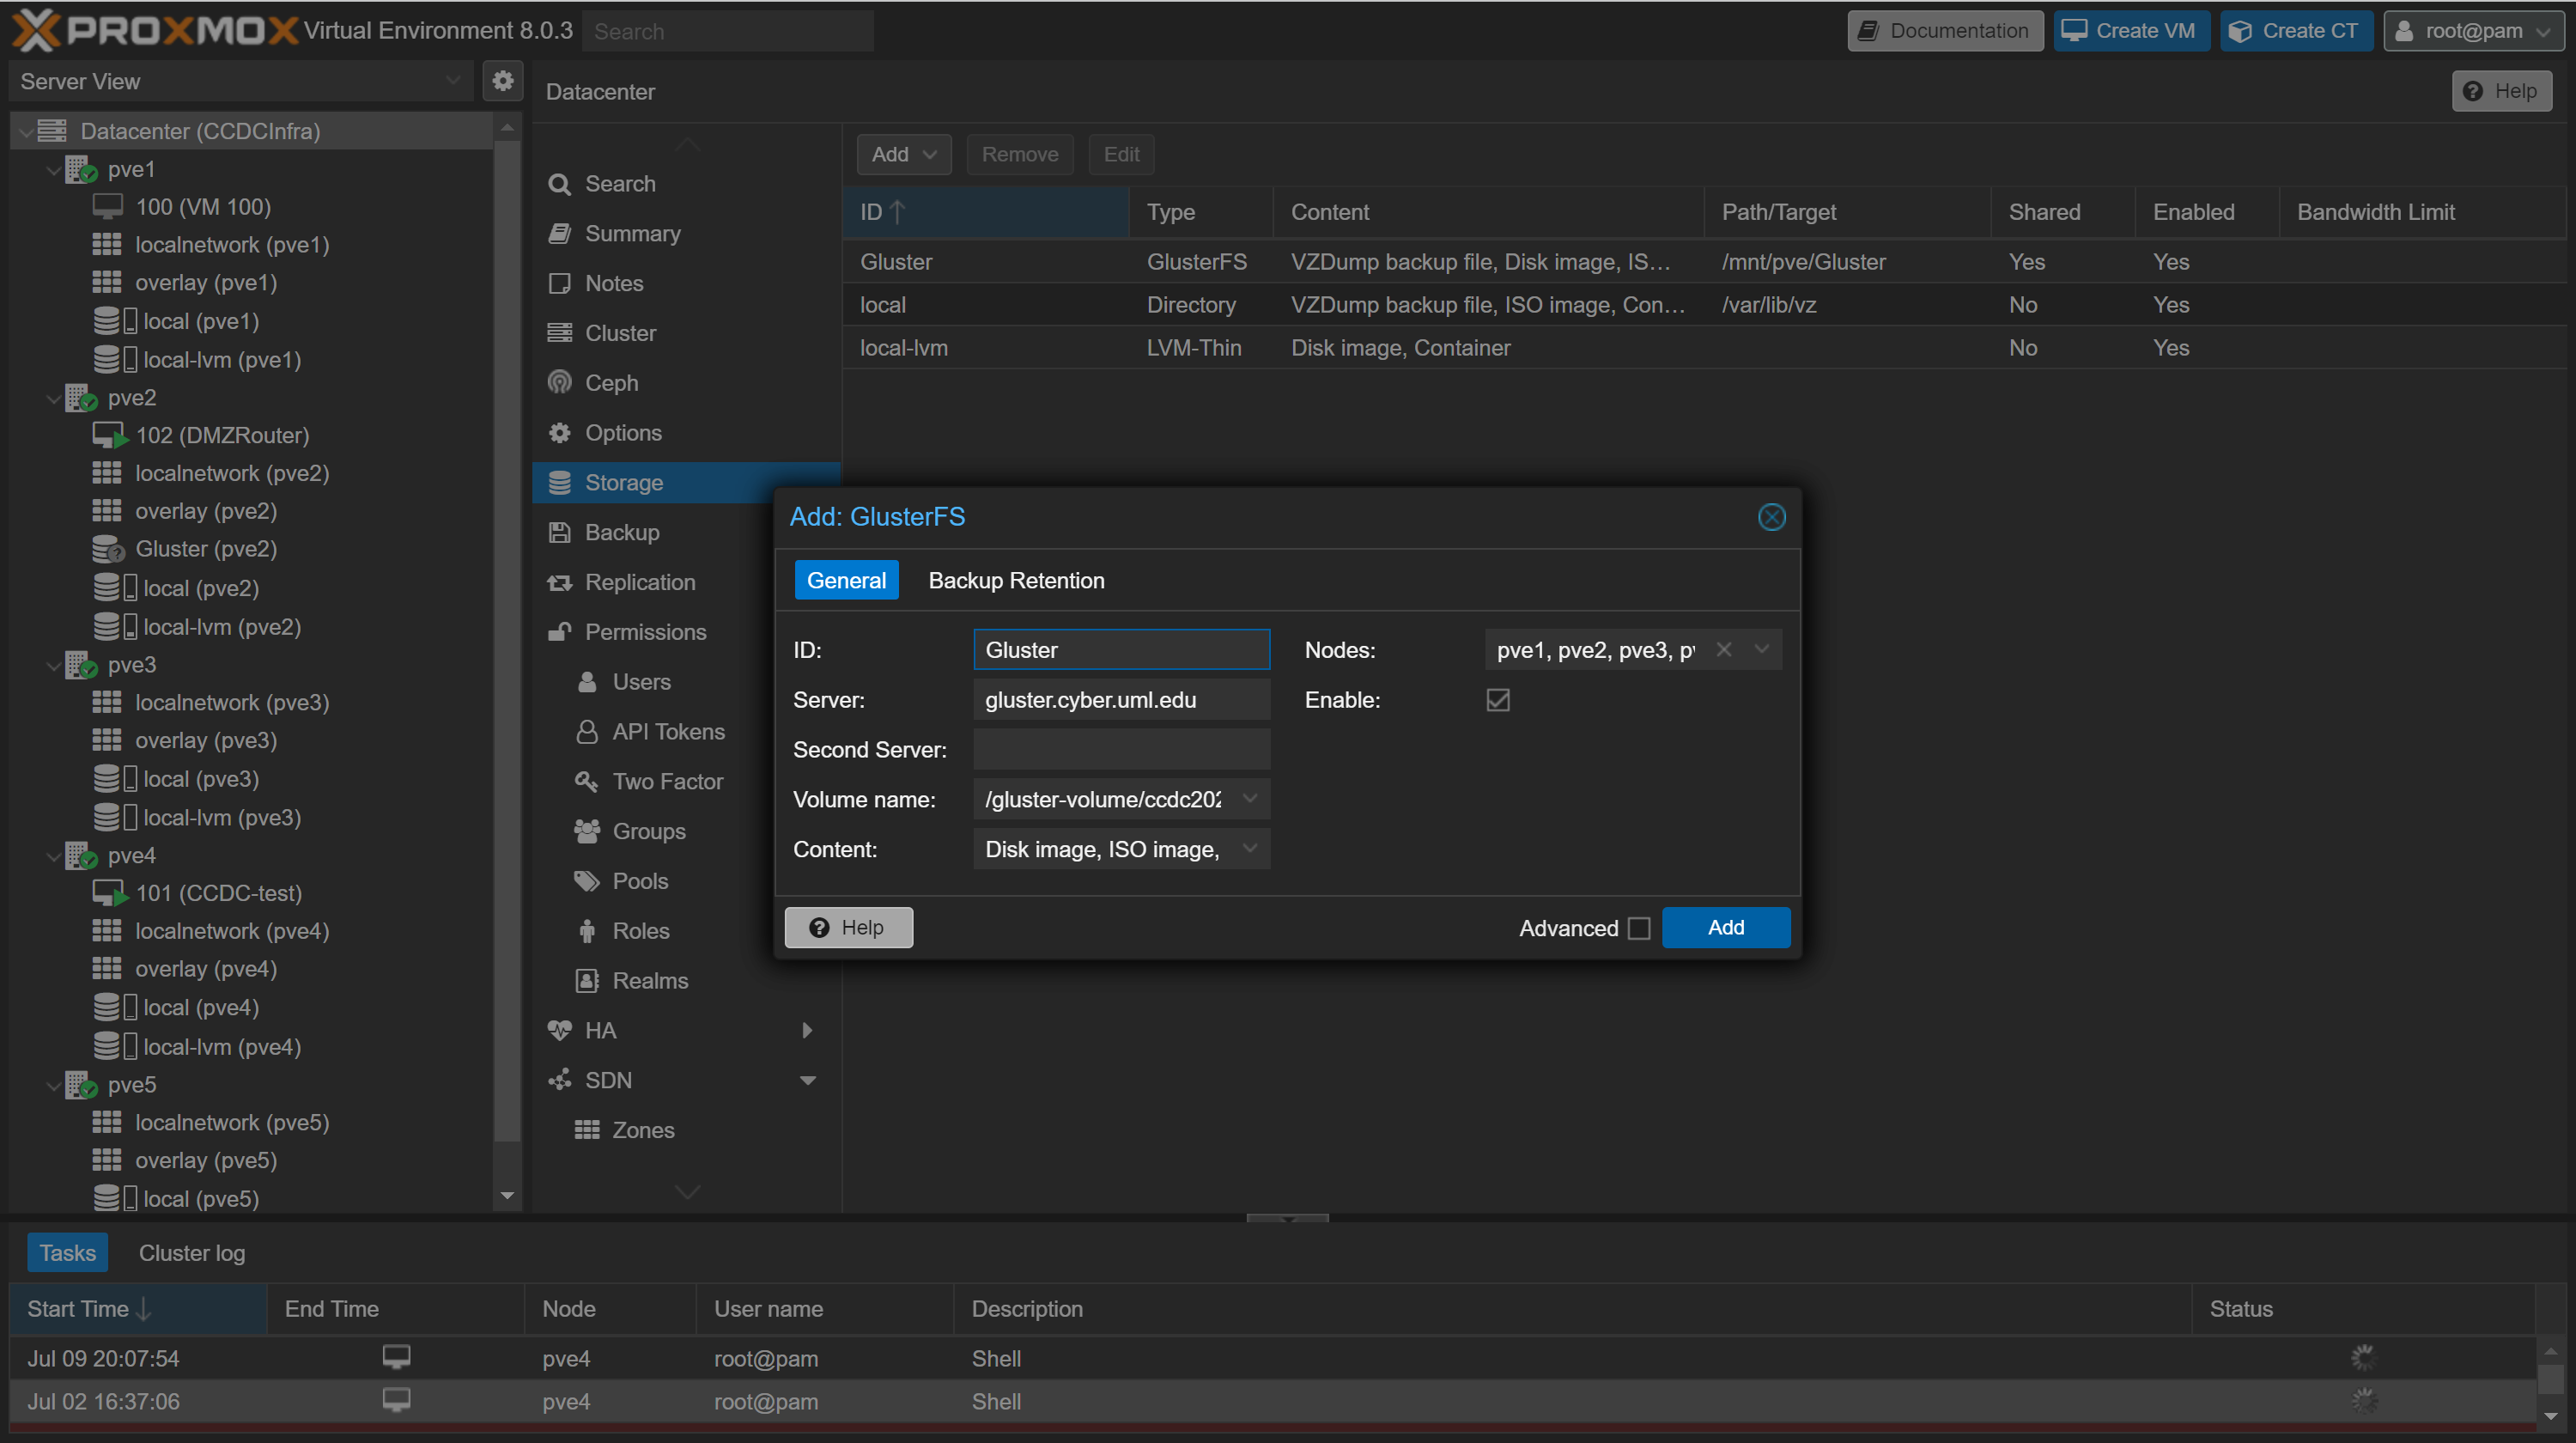 PROXMOX Virtual Environment 8.0.3 Search Documentation Create VM Create CT root@pam
Server View
Datacenter Help
Datacenter (CCDCInfra)
pve1
100 (VM 100)
localnetwork (pve1)
overlay (pve1)
local (pve1)
local-lvm (pve1)
pve2
102 (DMZRouter)
localnetwork (pve2)
overlay (pve2)
Gluster (pve2)
local (pve2)
local-lvm (pve2)
pve3
localnetwork (pve3)
overlay (pve3)
local (pve3)
local-lvm (pve3)
pve4
101 (CCDC-test)
localnetwork (pve4)
overlay (pve4)
local (pve4)
local-lvm (pve4)
pve5
localnetwork (pve5)
overlay (pve5)
local (pve5)
Search
Summary
Notes
Cluster
Ceph
Options
Storage
Backup
Replication
Permissions
Users
API Tokens
Two Factor
Groups
Pools
Roles
Realms
HA
SDN
Zones
Add Remove Edit
ID Type Content Path/Target Shared Enabled Bandwidth Limit
Gluster GlusterFS VZDump backup file, Disk image, IS... /mnt/pve/Gluster Yes Yes
local Directory VZDump backup file, ISO image, Con... /var/lib/vz No Yes
local-lvm LVM-Thin Disk image, Container No Yes
Add: GlusterFS
General Backup Retention
ID: Gluster Nodes: pve1, pve2, pve3,
Server: gluster.cyber.uml.edu Enable:
Second Server:
Volume name: /gluster-volume/ccdc202
Content: Disk image, ISO image,
Help Advanced Add
Tasks Cluster log
Start Time End Time Node User name Description Status
Jul 09 20:07:54 pve4 root@pam Shell
Jul 02 16:37:06 pve4 root@pam Shell